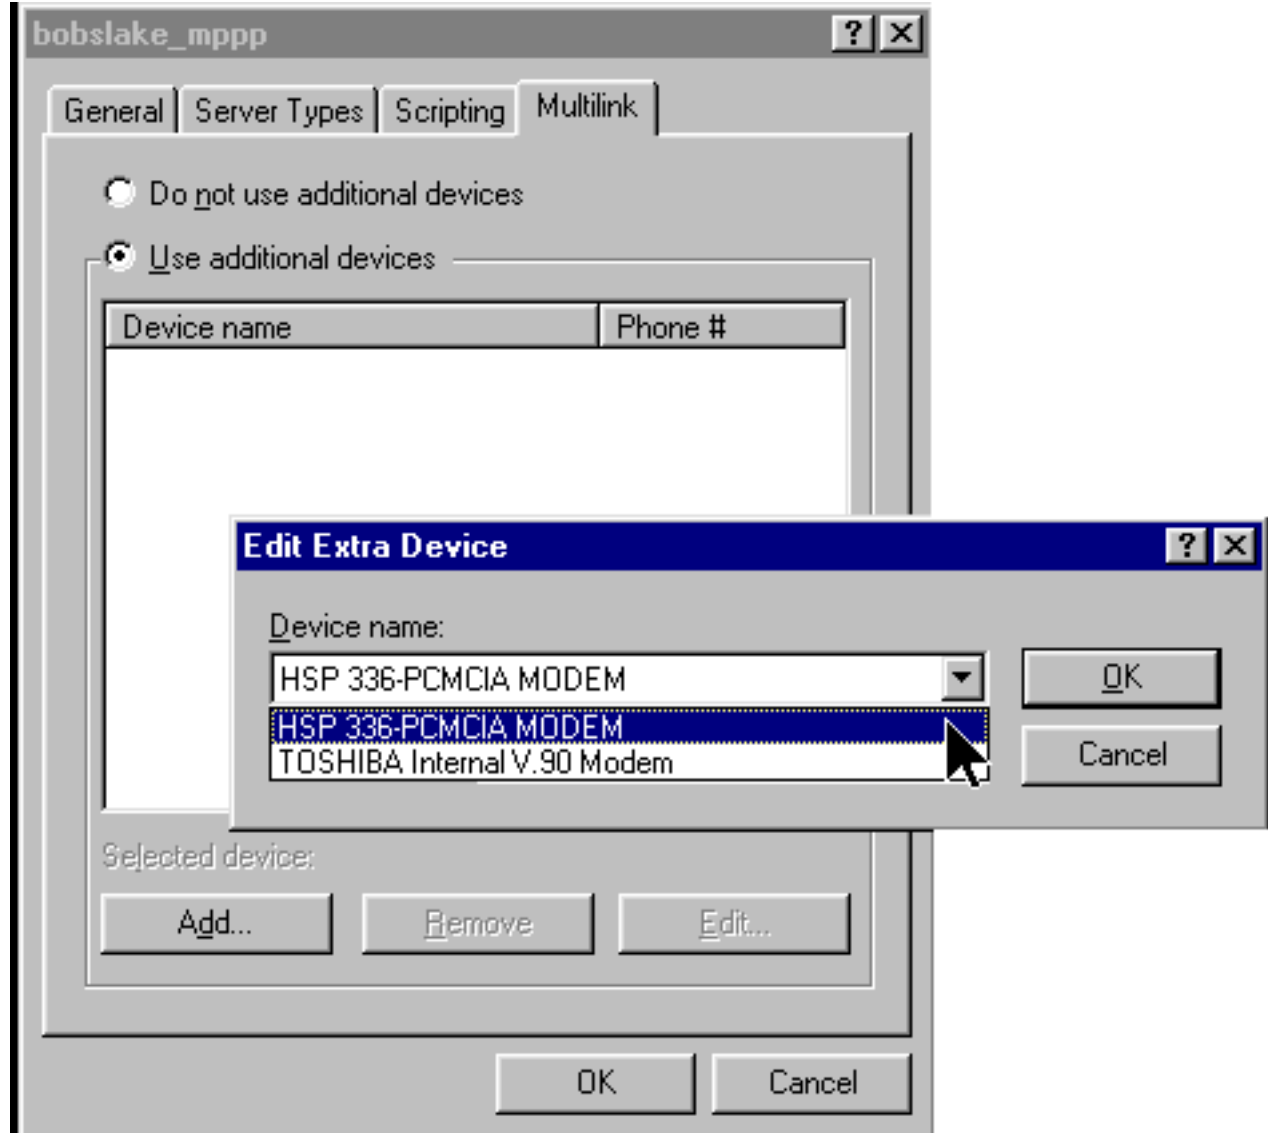 bobslake_mppp
General Server Types Scripting Multilink
Do not use additional devices
Use additional devices
Device name Phone #
Edit Extra Device
Device name:
HSP 336-PCMCIA MODEM OK
HSP 336-PCMCIA MODEM
TOSHIBA Internal V.90 Modem Cancel
Selected device:
Add... Remove Edit...
OK Cancel